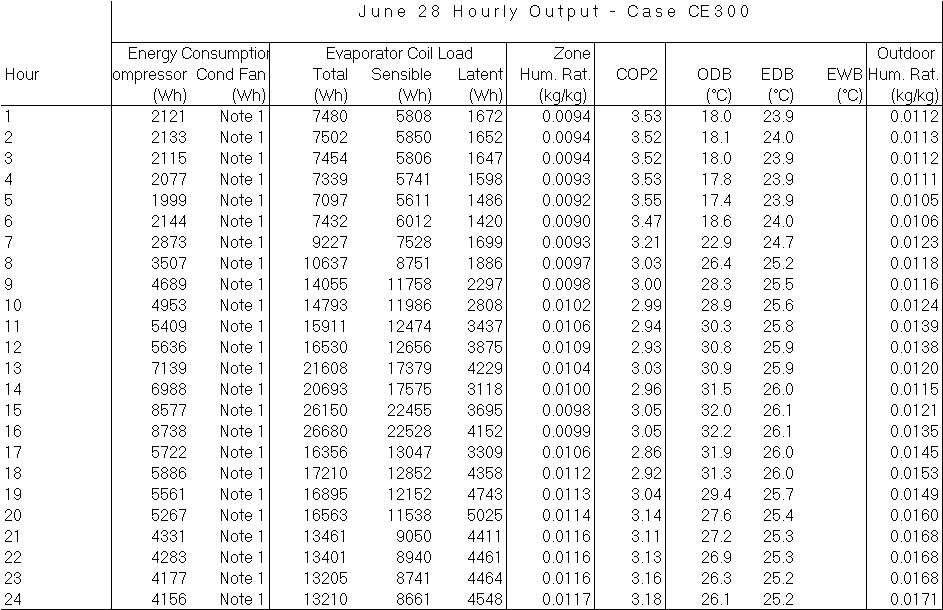 June 28 Hourly Output - Case CE300
Energy Consumption Evaporator Coil Load Zone Outdoor
Hour ompressor Cond Fan Total Sensible Latent Hum. Rat. COP2 ODB EDB EWB Hum. Rat.
(Wh) (Wh) (Wh) (Wh) (Wh) (kg/kg) (°C) (°C) (°C) (kg/kg)
1 2121 Note 1 7480 5808 1672 0.0094 3.53 18.0 23.9 0.0112
2 2133 Note 1 7502 5850 1652 0.0094 3.52 18.1 24.0 0.0113
3 2115 Note 1 7454 5806 1647 0.0094 3.52 18.0 23.9 0.0112
4 2077 Note 1 7339 5741 1598 0.0093 3.53 17.8 23.9 0.0111
5 1999 Note 1 7097 5611 1486 0.0092 3.55 17.4 23.9 0.0105
6 2144 Note 1 7432 6012 1420 0.0090 3.47 18.6 24.0 0.0106
7 2873 Note 1 9227 7528 1699 0.0093 3.21 22.9 24.7 0.0123
8 3507 Note 1 10637 8751 1886 0.0097 3.03 26.4 25.2 0.0118
9 4689 Note 1 14055 11758 2297 0.0098 3.00 28.3 25.5 0.0116
10 4953 Note 1 14793 11986 2808 0.0102 2.99 28.9 25.6 0.0124
11 5409 Note 1 15911 12474 3437 0.0106 2.94 30.3 25.8 0.0139
12 5636 Note 1 16530 12656 3875 0.0109 2.93 30.8 25.9 0.0138
13 7139 Note 1 21608 17379 4229 0.0104 3.03 30.9 25.9 0.0120
14 6988 Note 1 20693 17575 3118 0.0100 2.96 31.5 26.0 0.0115
15 8577 Note 1 26150 22455 3695 0.0098 3.05 32.0 26.1 0.0121
16 8738 Note 1 26680 22528 4152 0.0099 3.05 32.2 26.1 0.0135
17 5722 Note 1 16356 13047 3309 0.0106 2.86 31.9 26.0 0.0145
18 5886 Note 1 17210 12852 4358 0.0112 2.92 31.3 26.0 0.0153
19 5561 Note 1 16895 12152 4743 0.0113 3.04 29.4 25.7 0.0149
20 5267 Note 1 16563 11538 5025 0.0114 3.14 27.6 25.4 0.0160
21 4331 Note 1 13461 9050 4411 0.0116 3.11 27.2 25.3 0.0168
22 4283 Note 1 13401 8940 4461 0.0116 3.13 26.9 25.3 0.0168
23 4177 Note 1 13205 8741 4464 0.0116 3.16 26.3 25.2 0.0168
24 4156 Note 1 13210 8661 4548 0.0117 3.18 26.1 25.2 0.0171